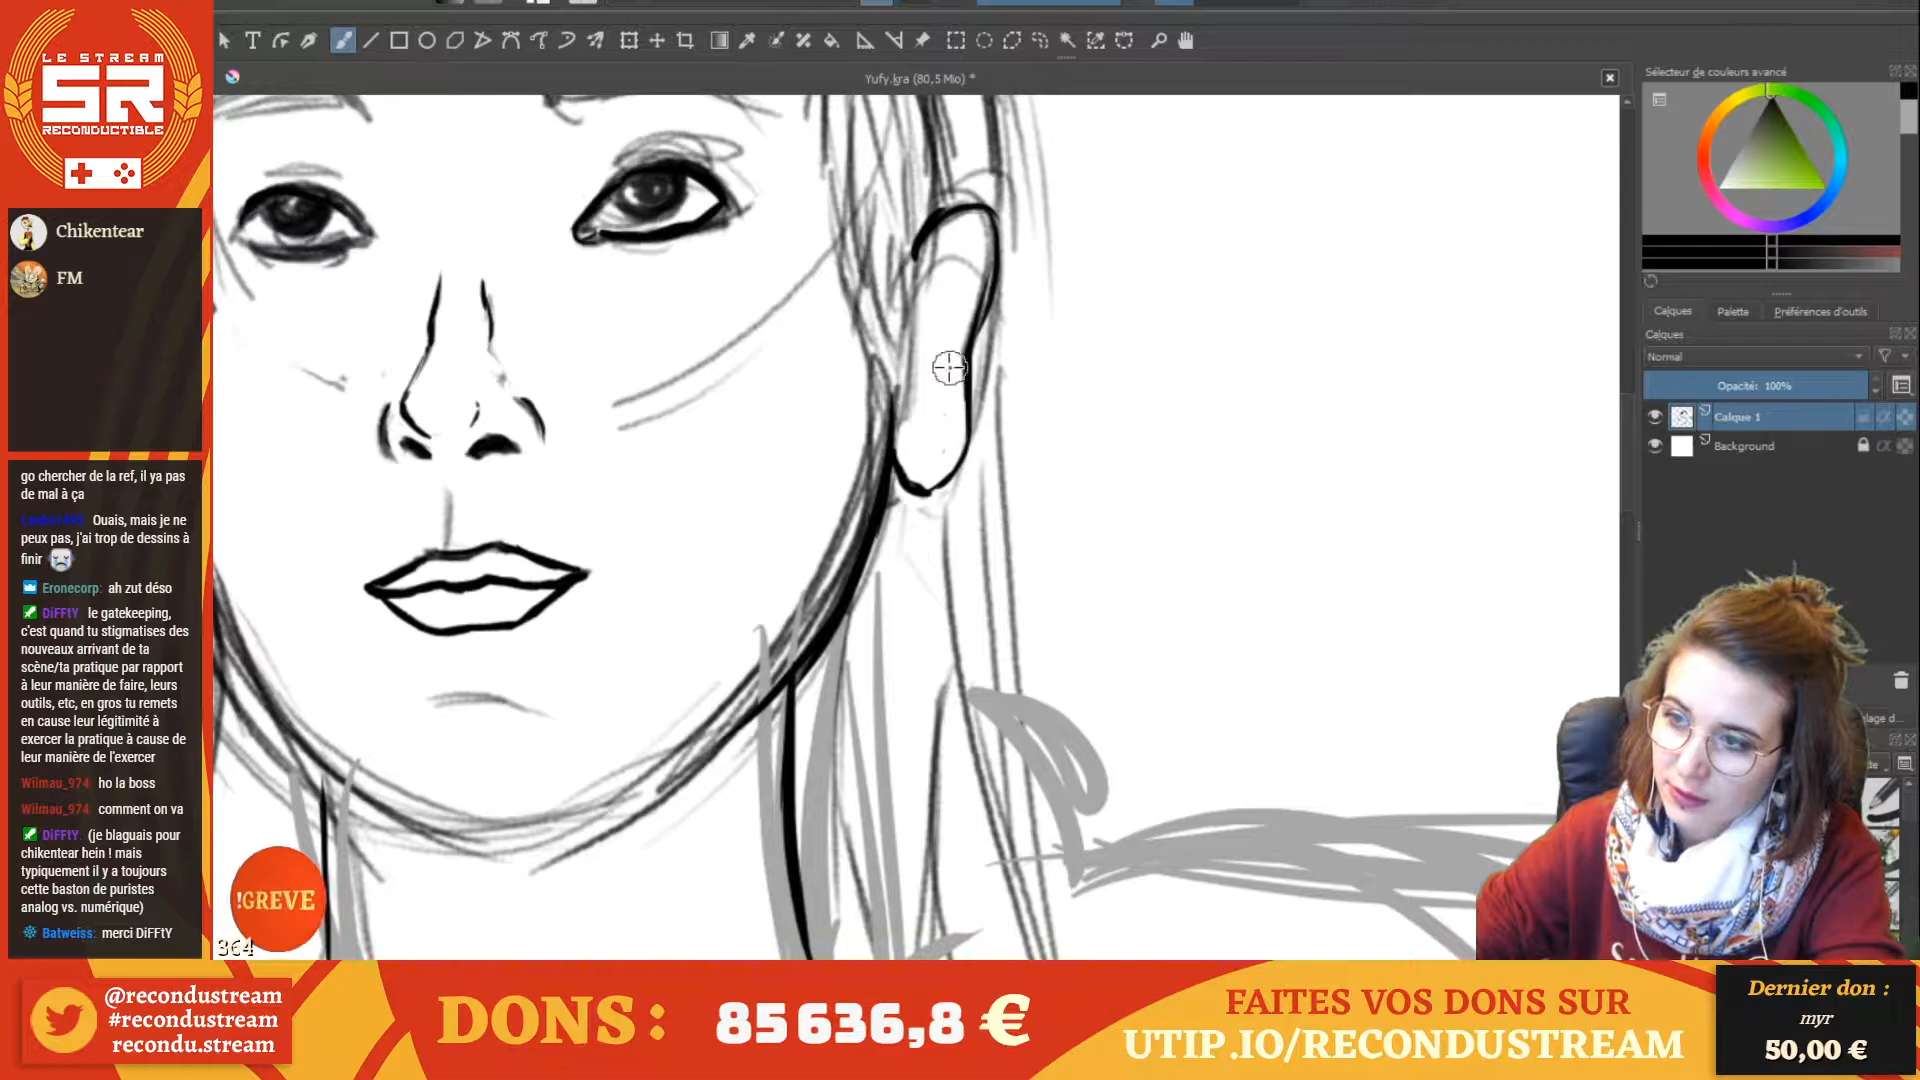 LE STREAM
SR
RECONDUCTIBLE
Chikentear
FM
go chercher de la ref, il ya pas
de mal à ça
Ouais, mais je ne
peux pas, j'ai trop de dessins à
finir
Eronecorp: ah zut déso
DiFFtY le gatekeeping,
c'est quand tu stigmatises des
nouveaux arrivant de ta
scène/ta pratique par rapport
à leur manière de faire, leurs
outils, etc, en gros tu remets
en cause leur légitimité à
exercer la pratique à cause de
leur manière de l'exercer
Wilmau_974 ho la boss
Wilmau_974 comment on va
DiFFtY: (je blaguais pour
chikentear hein ! mais
typiquement il y a toujours
cette baston de puristes
analog vs. numérique)
Batweiss: merci DiFFtY
Yufy.kra (80,5 Mio) *
Sélecteur de couleurs avancé
Calques Palette Préférences d'outils
Calques
Normal
Opacité: 100%
Calque 1
Background
glage d...
!GREVE
364
@recondustream
#recondustream
recondu.stream
DONS : 85 636,8 €
FAITES VOS DONS SUR
UTIP.IO/RECONDUSTREAM
Dernier don :
myr
50,00 €